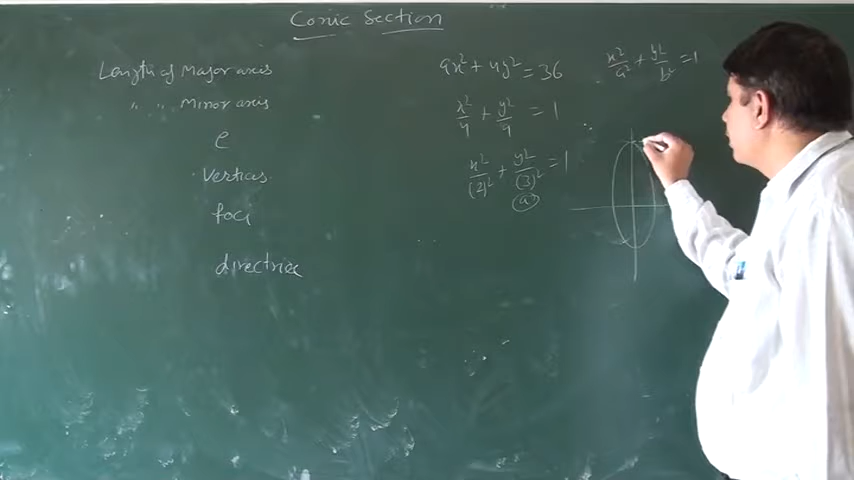 Conic Section
Length of Major axis
" " Minor axis
e
Vertices
foci
directrices
9x² + 4y² = 36
x²/4 + y²/9 = 1
x²/(2)² + y²/(3)² = 1
a
x²/a² + y²/b² = 1